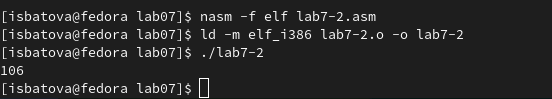 [isbatova@fedora lab07]$ nasm -f elf lab7-2.asm
[isbatova@fedora lab07]$ ld -m elf_i386 lab7-2.o -o lab7-2
[isbatova@fedora lab07]$ ./lab7-2
106
[isbatova@fedora lab07]$